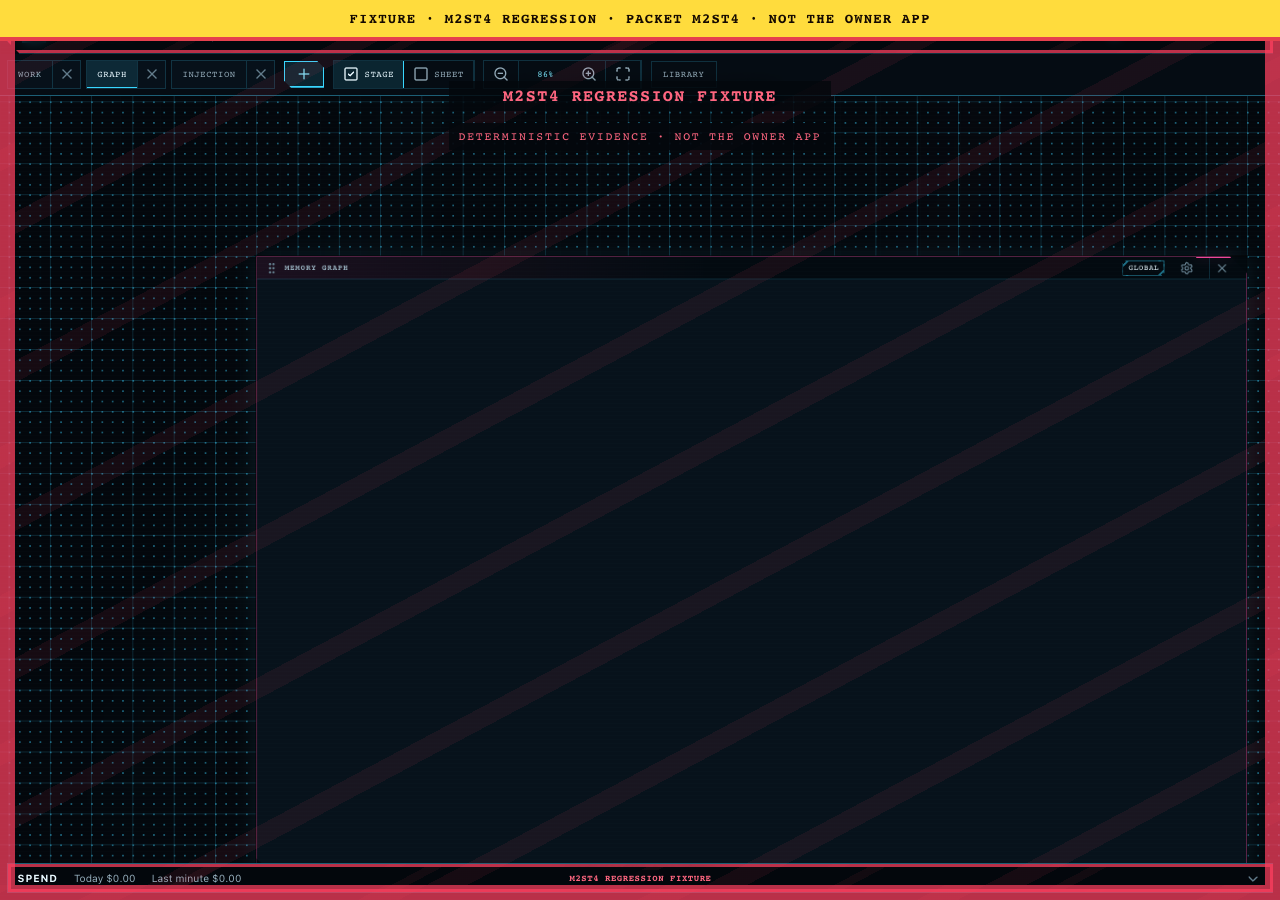 FIXTURE · M2ST4 REGRESSION · PACKET M2ST4 · NOT THE OWNER APP
WORK GRAPH INJECTION STAGE SHEET 86% LIBRARY
M2ST4 REGRESSION FIXTURE
DETERMINISTIC EVIDENCE · NOT THE OWNER APP
MEMORY GRAPH GLOBAL
SPEND Today $0.00 Last minute $0.00 M2ST4 REGRESSION FIXTURE